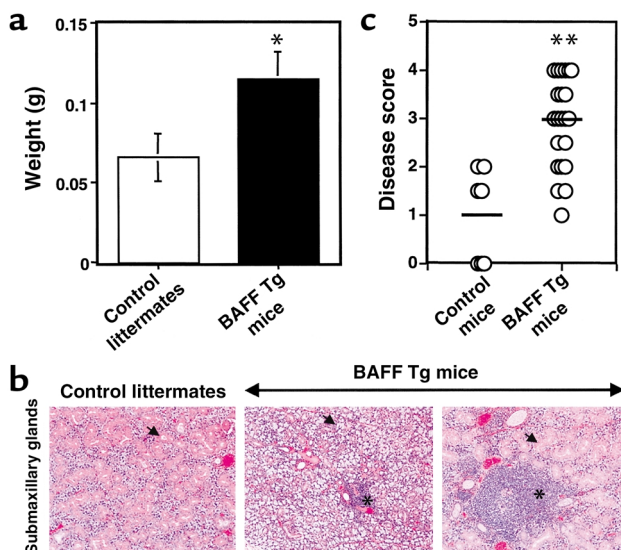 a
0.15
0.1
0.05
0
Weight (g)
*
Control
littermates
BAFF Tg
mice
c
5
4
3
2
1
0
Disease score
**
Control
mice
BAFF Tg
mice
b
Control littermates
BAFF Tg mice
Submaxillary glands
*
*